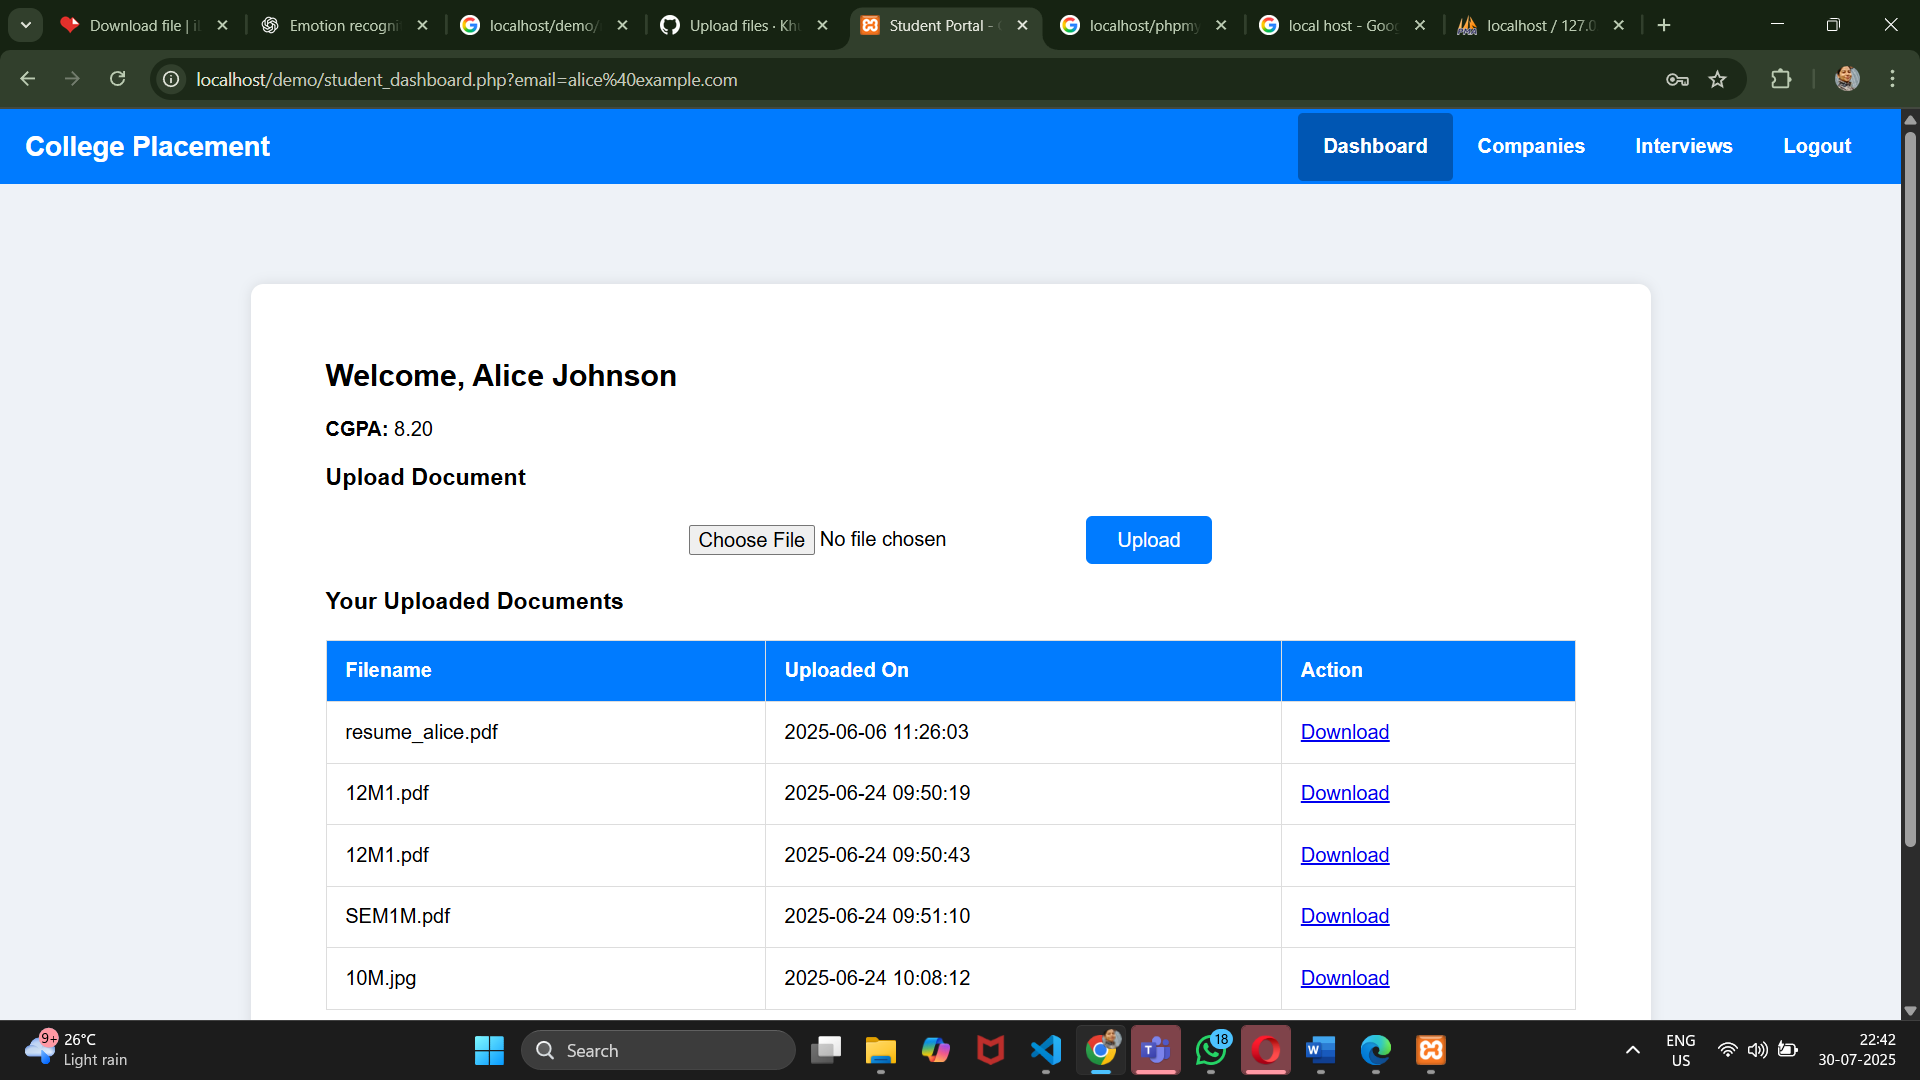 Download file | il
Emotion recogni
localhost/demo/
Upload files · Khu
Student Portal - C
localhost/phpmy
local host - Goog
localhost / 127.0.
localhost/demo/student_dashboard.php?email=alice%40example.com
College Placement
Dashboard
Companies
Interviews
Logout
Welcome, Alice Johnson
CGPA: 8.20
Upload Document
Choose File No file chosen
Upload
Your Uploaded Documents
Filename Uploaded On Action
resume_alice.pdf 2025-06-06 11:26:03 Download
12M1.pdf 2025-06-24 09:50:19 Download
12M1.pdf 2025-06-24 09:50:43 Download
SEM1M.pdf 2025-06-24 09:51:10 Download
10M.jpg 2025-06-24 10:08:12 Download
9+
26°C
Light rain
Search
18
ENG
US
22:42
30-07-2025